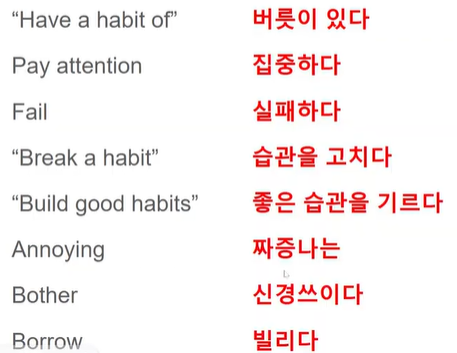 “Have a habit of” 버릇이 있다
Pay attention 집중하다
Fail 실패하다
“Break a habit” 습관을 고치다
“Build good habits” 좋은 습관을 기르다
Annoying 짜증나는
Bother 신경쓰이다
Borrow 빌리다